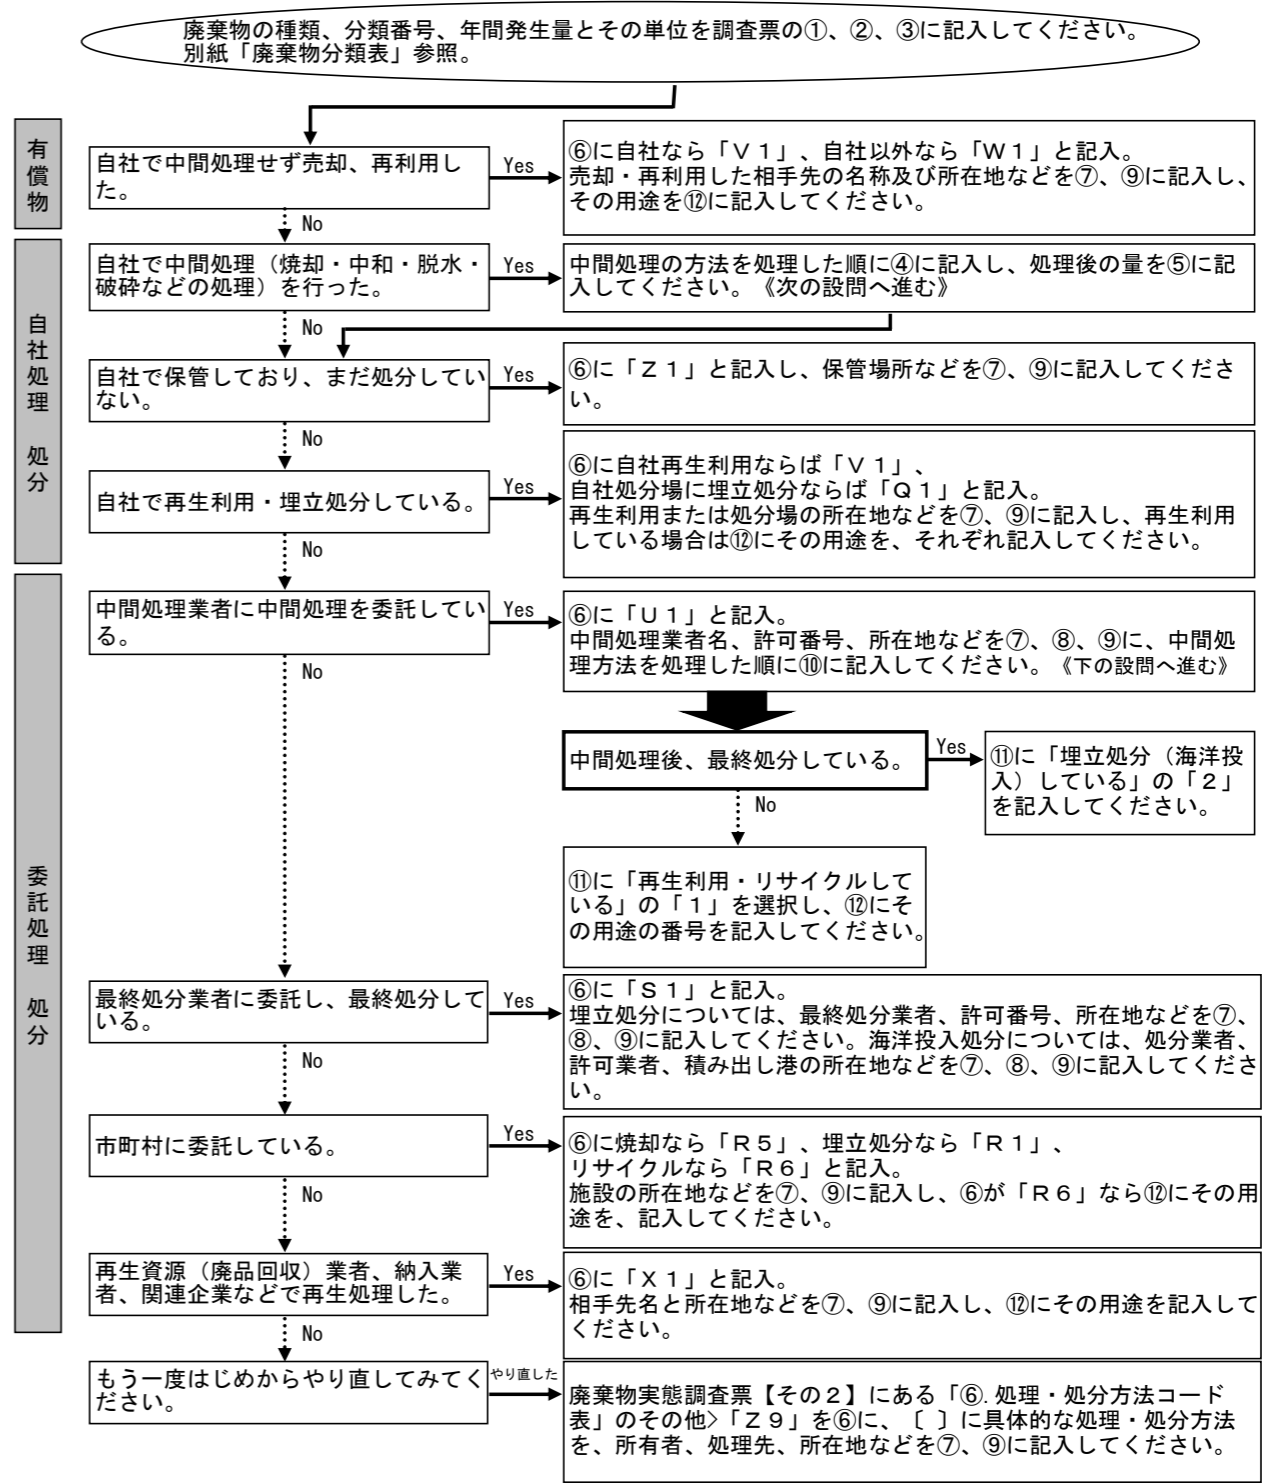 廃棄物の種類、分類番号、年間発生量とその単位を調査票の①、②、③に記入してください。
別紙「廃棄物分類表」参照。
有償物
自社で中間処理せず売却、再利用し
た。
Yes
⑥に自社なら「Ｖ１」、自社以外なら「Ｗ１」と記入。
売却・再利用した相手先の名称及び所在地などを⑦、⑨に記入し、
その用途を⑫に記入してください。
No
自社処理 処分
自社で中間処理（焼却・中和・脱水・
破砕などの処理）を行った。
Yes
中間処理の方法を処理した順に④に記入し、処理後の量を⑤に記
入してください。《次の設問へ進む》
No
自社で保管しており、まだ処分してい
ない。
Yes
⑥に「Ｚ１」と記入し、保管場所などを⑦、⑨に記入してくださ
い。
No
自社で再生利用・埋立処分している。
Yes
⑥に自社再生利用ならば「Ｖ１」、
自社処分場に埋立処分ならば「Ｑ１」と記入。
再生利用または処分場の所在地などを⑦、⑨に記入し、再生利用
している場合は⑫にその用途を、それぞれ記入してください。
No
委託処理 処分
中間処理業者に中間処理を委託してい
る。
Yes
⑥に「Ｕ１」と記入。
中間処理業者名、許可番号、所在地などを⑦、⑧、⑨に、中間処
理方法を処理した順に⑩に記入してください。《下の設問へ進む》
No
中間処理後、最終処分している。
Yes
⑪に「埋立処分（海洋投
入）している」の「２」
を記入してください。
No
⑪に「再生利用・リサイクルして
いる」の「１」を選択し、⑫にそ
の用途の番号を記入してください。
最終処分業者に委託し、最終処分して
いる。
Yes
⑥に「Ｓ１」と記入。
埋立処分については、最終処分業者、許可番号、所在地などを⑦、
⑧、⑨に記入してください。海洋投入処分については、処分業者、
許可業者、積み出し港の所在地などを⑦、⑧、⑨に記入してくださ
い。
No
市町村に委託している。
Yes
⑥に焼却なら「Ｒ５」、埋立処分なら「Ｒ１」、
リサイクルなら「Ｒ６」と記入。
施設の所在地などを⑦、⑨に記入し、⑥が「Ｒ６」なら⑫にその用
途を、記入してください。
No
再生資源（廃品回収）業者、納入業
者、関連企業などで再生処理した。
Yes
⑥に「Ｘ１」と記入。
相手先名と所在地などを⑦、⑨に記入し、⑫にその用途を記入して
ください。
No
もう一度はじめからやり直してみてく
ださい。
やり直した
廃棄物実態調査票【その２】にある「⑥．処理・処分方法コード
表」のその他〉「Ｚ９」を⑥に、〔 〕に具体的な処理・処分方法
を、所有者、処理先、所在地などを⑦、⑨に記入してください。